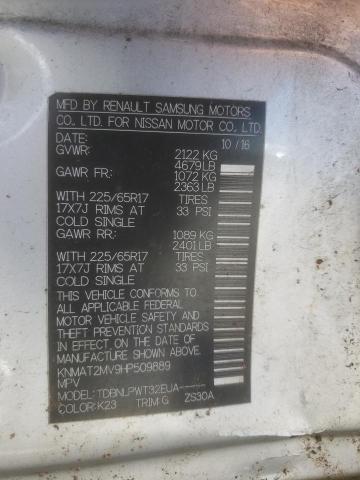 MFD BY RENAULT SAMSUNG MOTORS
CO., LTD. FOR NISSAN MOTOR CO., LTD.
DATE: 10 / 16
GVWR: 2122 KG
4679 LB
GAWR FR: 1072 KG
2363 LB
WITH 225/65R17 TIRES
17X7J RIMS AT 33 PSI
COLD SINGLE
GAWR RR: 1089 KG
2401 LB
WITH 225/65R17 TIRES
17X7J RIMS AT 33 PSI
COLD SINGLE
THIS VEHICLE CONFORMS TO
ALL APPLICABLE FEDERAL
MOTOR VEHICLE SAFETY AND
THEFT PREVENTION STANDARDS
IN EFFECT ON THE DATE OF
MANUFACTURE SHOWN ABOVE.
KNMAT2MV9HP509889
MPV
MODEL: TDBNLPWT32EUA-----
COLOR: K23 TRIM: G ZS30A